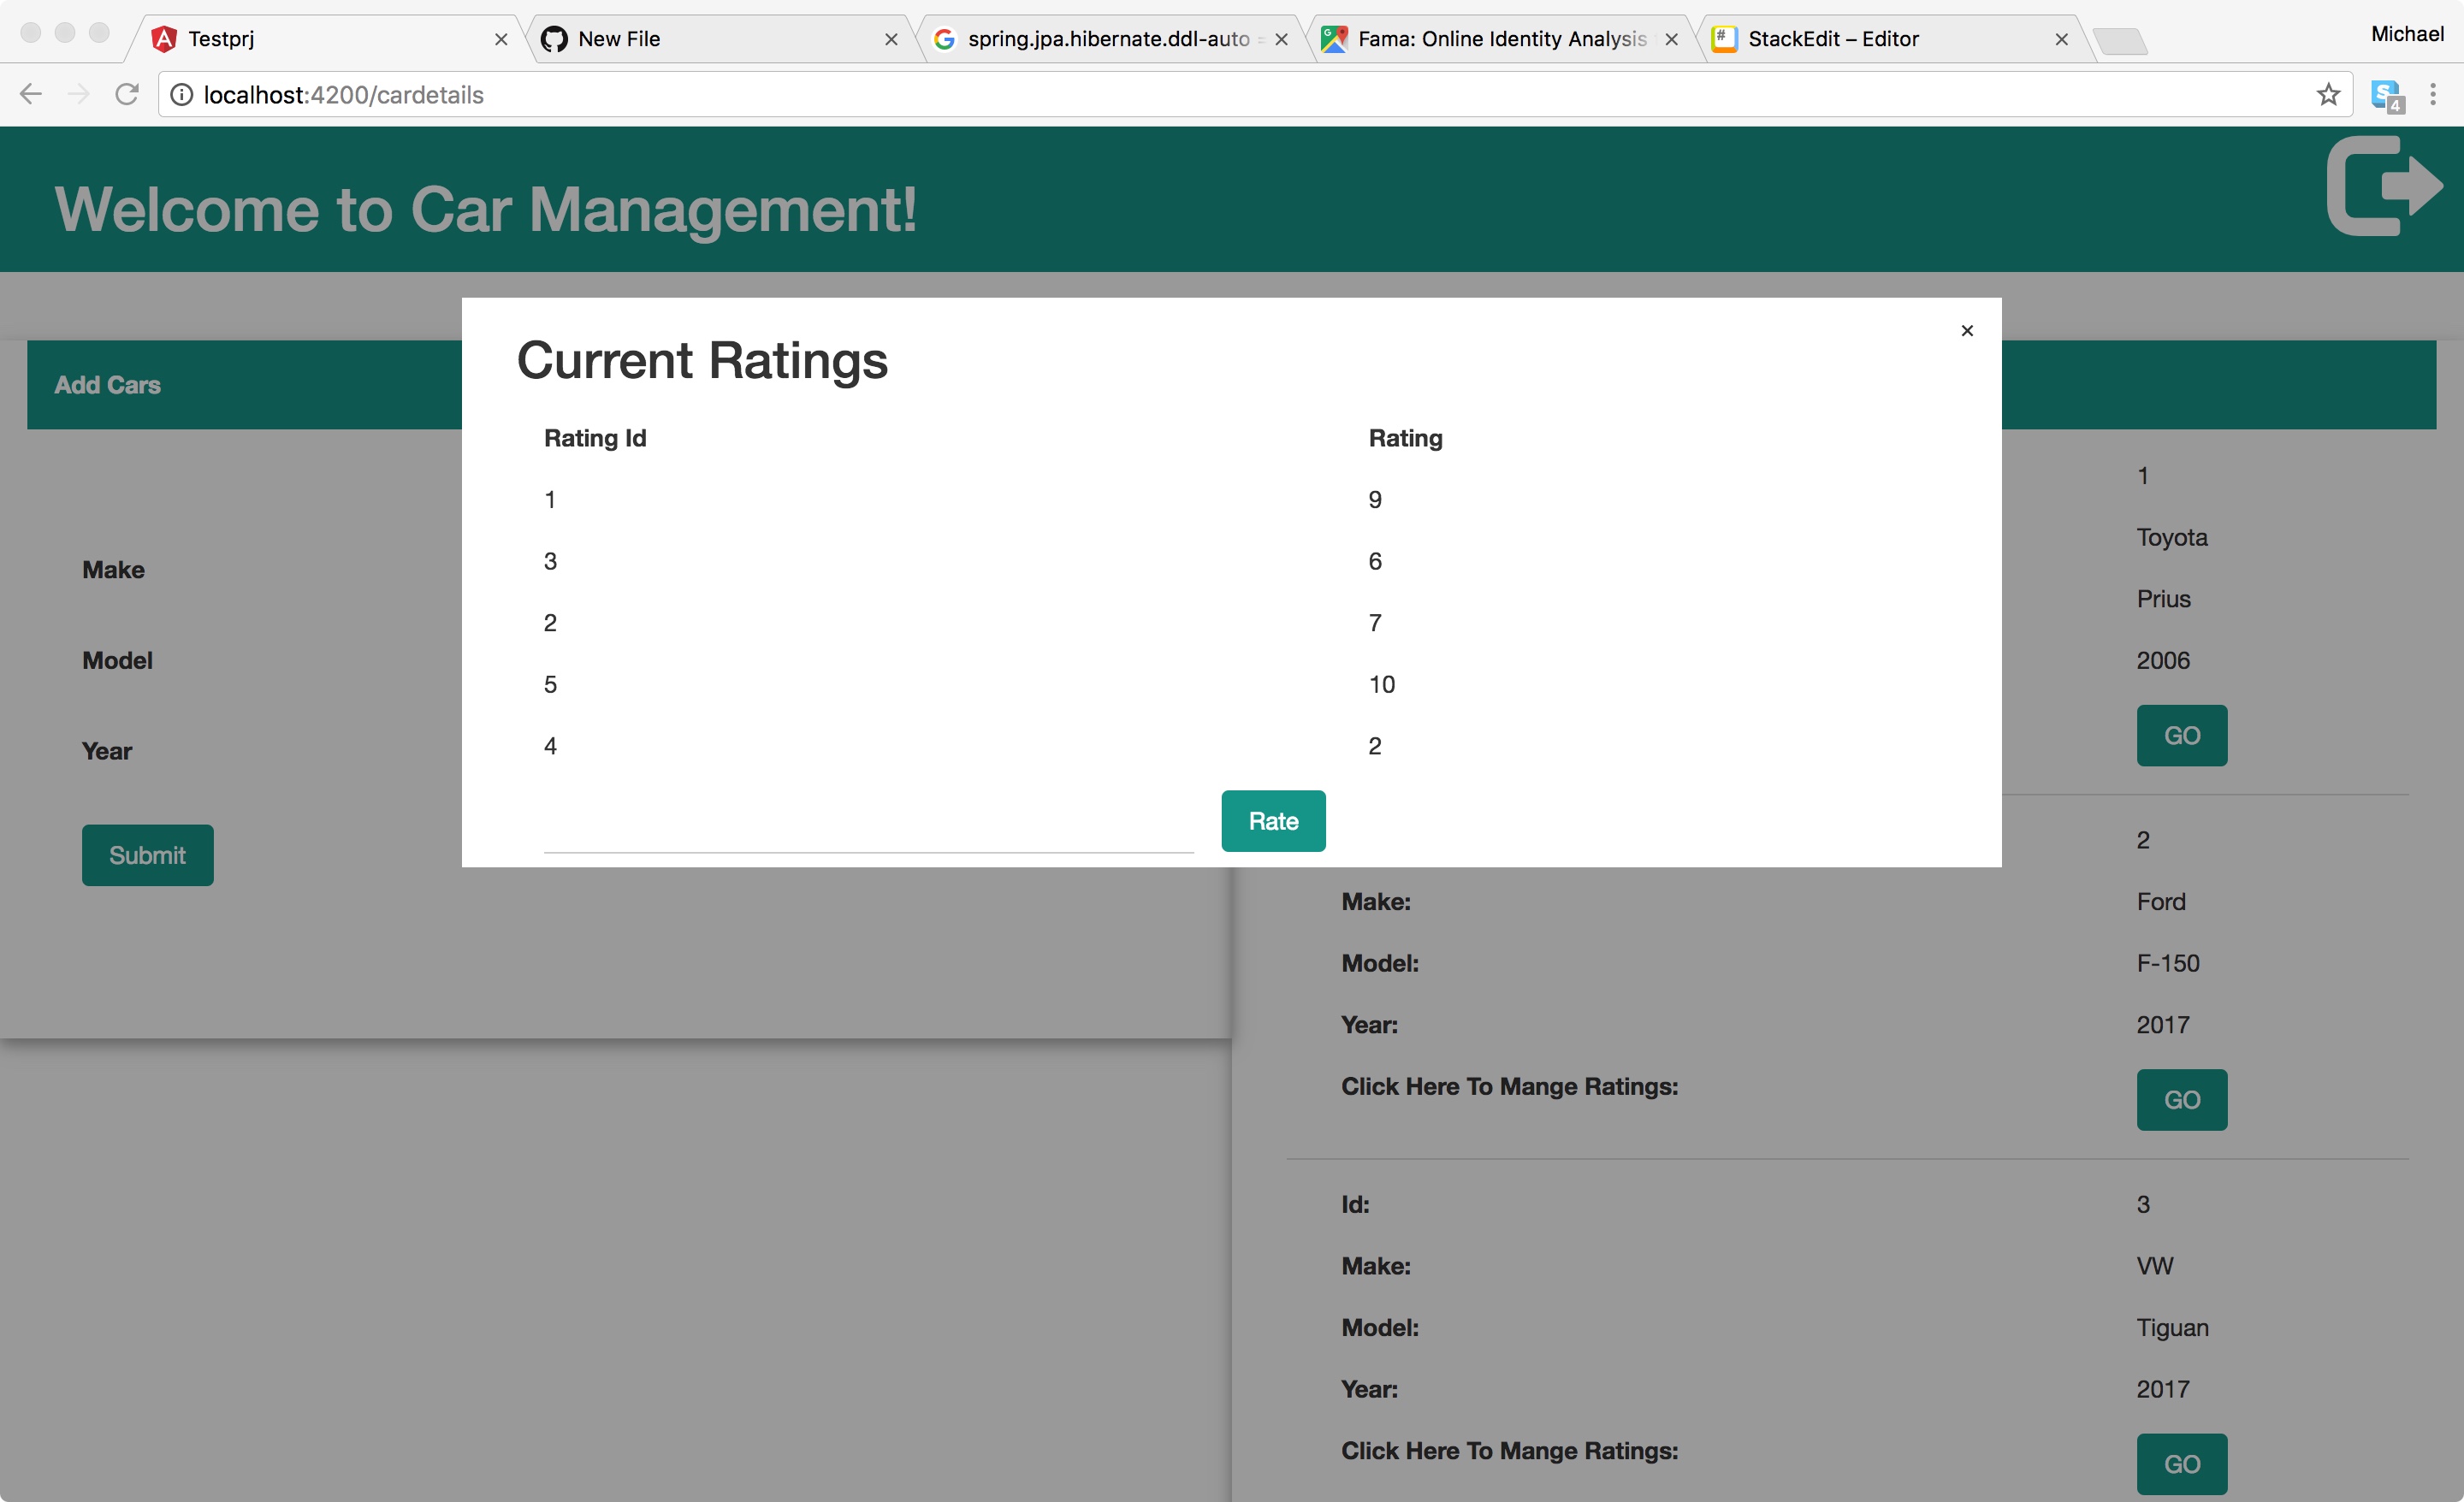 Testprj
New File
spring.jpa.hibernate.ddl-auto
Fama: Online Identity Analysis
StackEdit – Editor
Michael
localhost:4200/cardetails
4
Welcome to Car Management!
Add Cars
Make
Model
Year
Submit
Current Ratings
×
Rating Id Rating
1 9
3 6
2 7
5 10
4 2
Rate
1
Toyota
Prius
2006
GO
2
Make: Ford
Model: F-150
Year: 2017
Click Here To Mange Ratings: GO
Id: 3
Make: VW
Model: Tiguan
Year: 2017
Click Here To Mange Ratings: GO